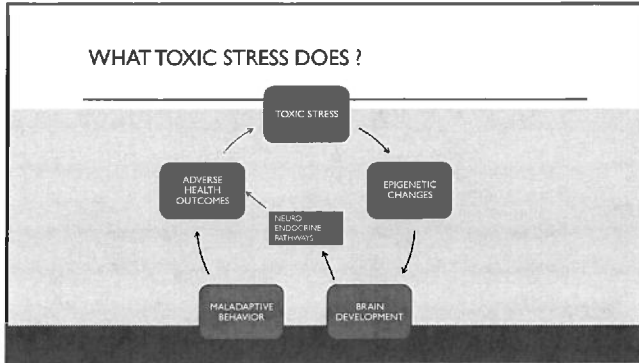 WHAT TOXIC STRESS DOES ?
TOXIC STRESS
ADVERSE
HEALTH
OUTCOMES
EPIGENETIC
CHANGES
NEURO
ENDOCRINE
PATHWAYS
MALADAPTIVE
BEHAVIOR
BRAIN
DEVELOPMENT